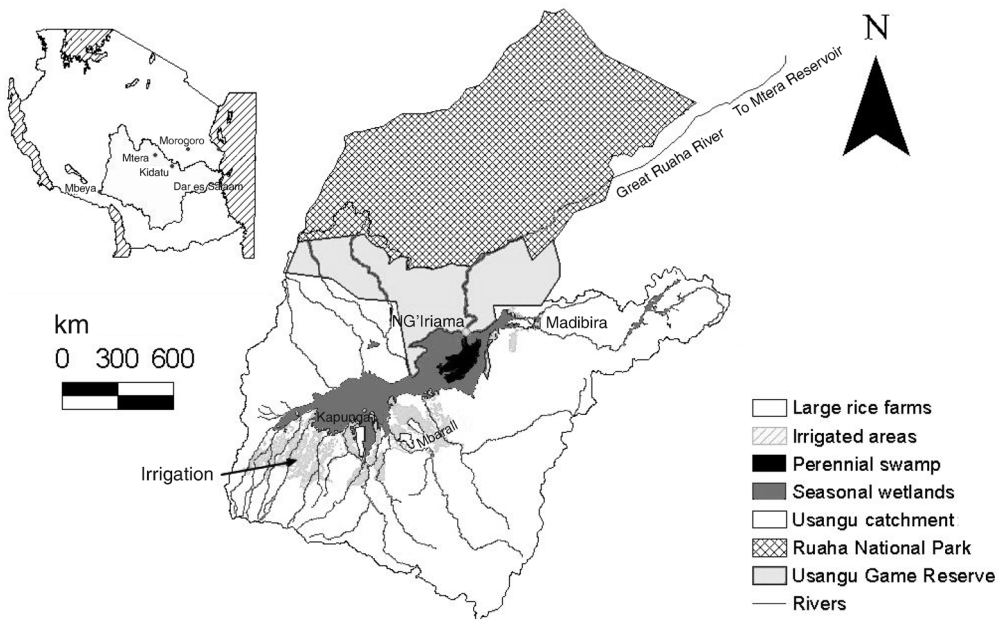 N
To Mtera Reservoir
Great Ruaha River
Morogoro
Mtera
Kidatu
Mbeya
Dar es Salaam
NG'Iriama
Madibira
km
0 300 600
Kapunga
Mbarali
Irrigation
Large rice farms
Irrigated areas
Perennial swamp
Seasonal wetlands
Usangu catchment
Ruaha National Park
Usangu Game Reserve
Rivers